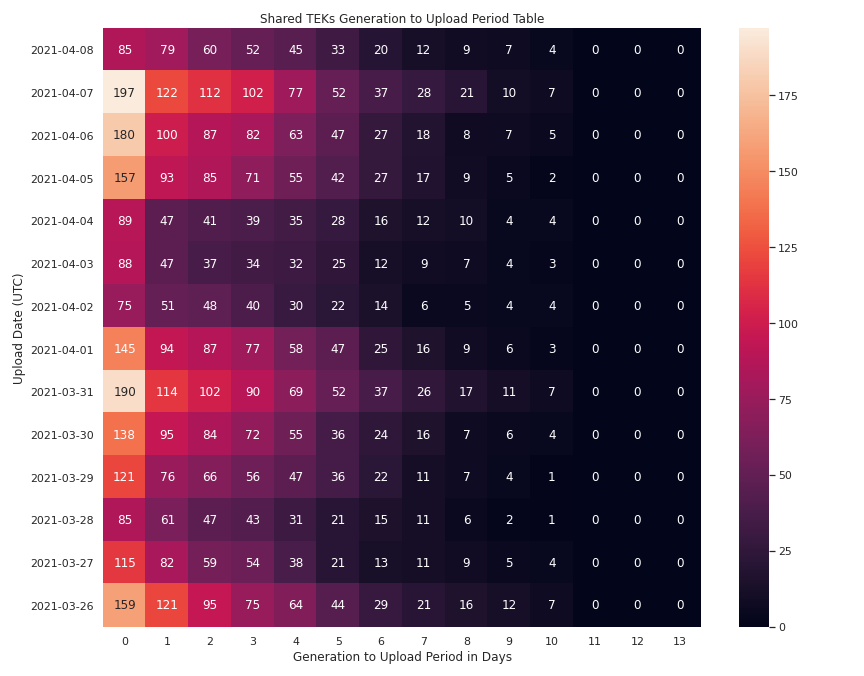 Shared TEKs Generation to Upload Period Table
Upload Date (UTC)
2021-04-08 85 79 60 52 45 33 20 12 9 7 4 0 0 0
2021-04-07 197 122 112 102 77 52 37 28 21 10 7 0 0 0
2021-04-06 180 100 87 82 63 47 27 18 8 7 5 0 0 0
2021-04-05 157 93 85 71 55 42 27 17 9 5 2 0 0 0
2021-04-04 89 47 41 39 35 28 16 12 10 4 4 0 0 0
2021-04-03 88 47 37 34 32 25 12 9 7 4 3 0 0 0
2021-04-02 75 51 48 40 30 22 14 6 5 4 4 0 0 0
2021-04-01 145 94 87 77 58 47 25 16 9 6 3 0 0 0
2021-03-31 190 114 102 90 69 52 37 26 17 11 7 0 0 0
2021-03-30 138 95 84 72 55 36 24 16 7 6 4 0 0 0
2021-03-29 121 76 66 56 47 36 22 11 7 4 1 0 0 0
2021-03-28 85 61 47 43 31 21 15 11 6 2 1 0 0 0
2021-03-27 115 82 59 54 38 21 13 11 9 5 4 0 0 0
2021-03-26 159 121 95 75 64 44 29 21 16 12 7 0 0 0
0 1 2 3 4 5 6 7 8 9 10 11 12 13
Generation to Upload Period in Days
175
150
125
100
75
50
25
0